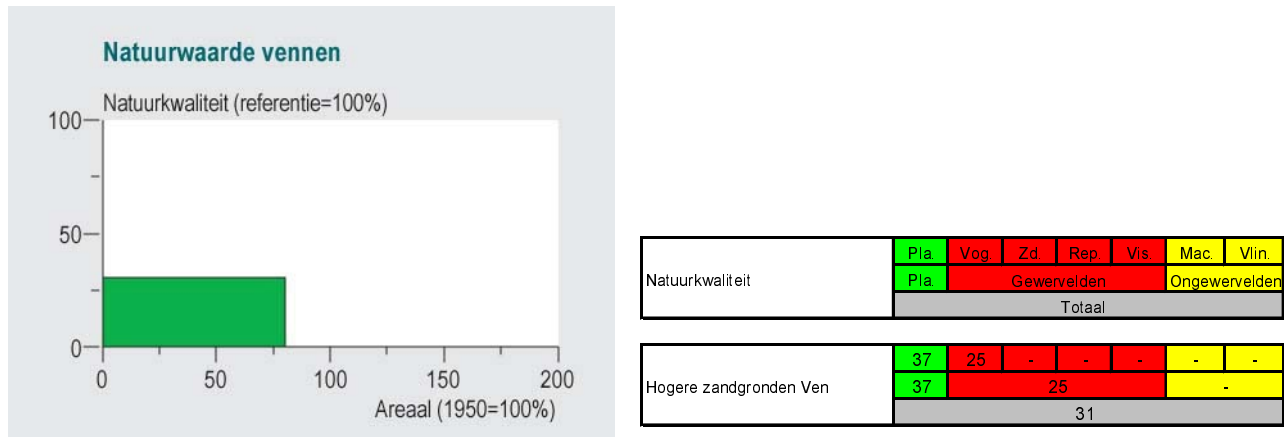 Natuurwaarde vennen
Natuurkwaliteit (referentie=100%)
100
50
0
0 50 100 150 200
Areaal (1950=100%)
Natuurkwaliteit
Pla. Vog. Zd. Rep. Vis. Mac. Vlin.
Pla. Gewervelden Ongewervelden
Totaal
Hogere zandgronden Ven
37 25 - - - - -
37 25 -
31